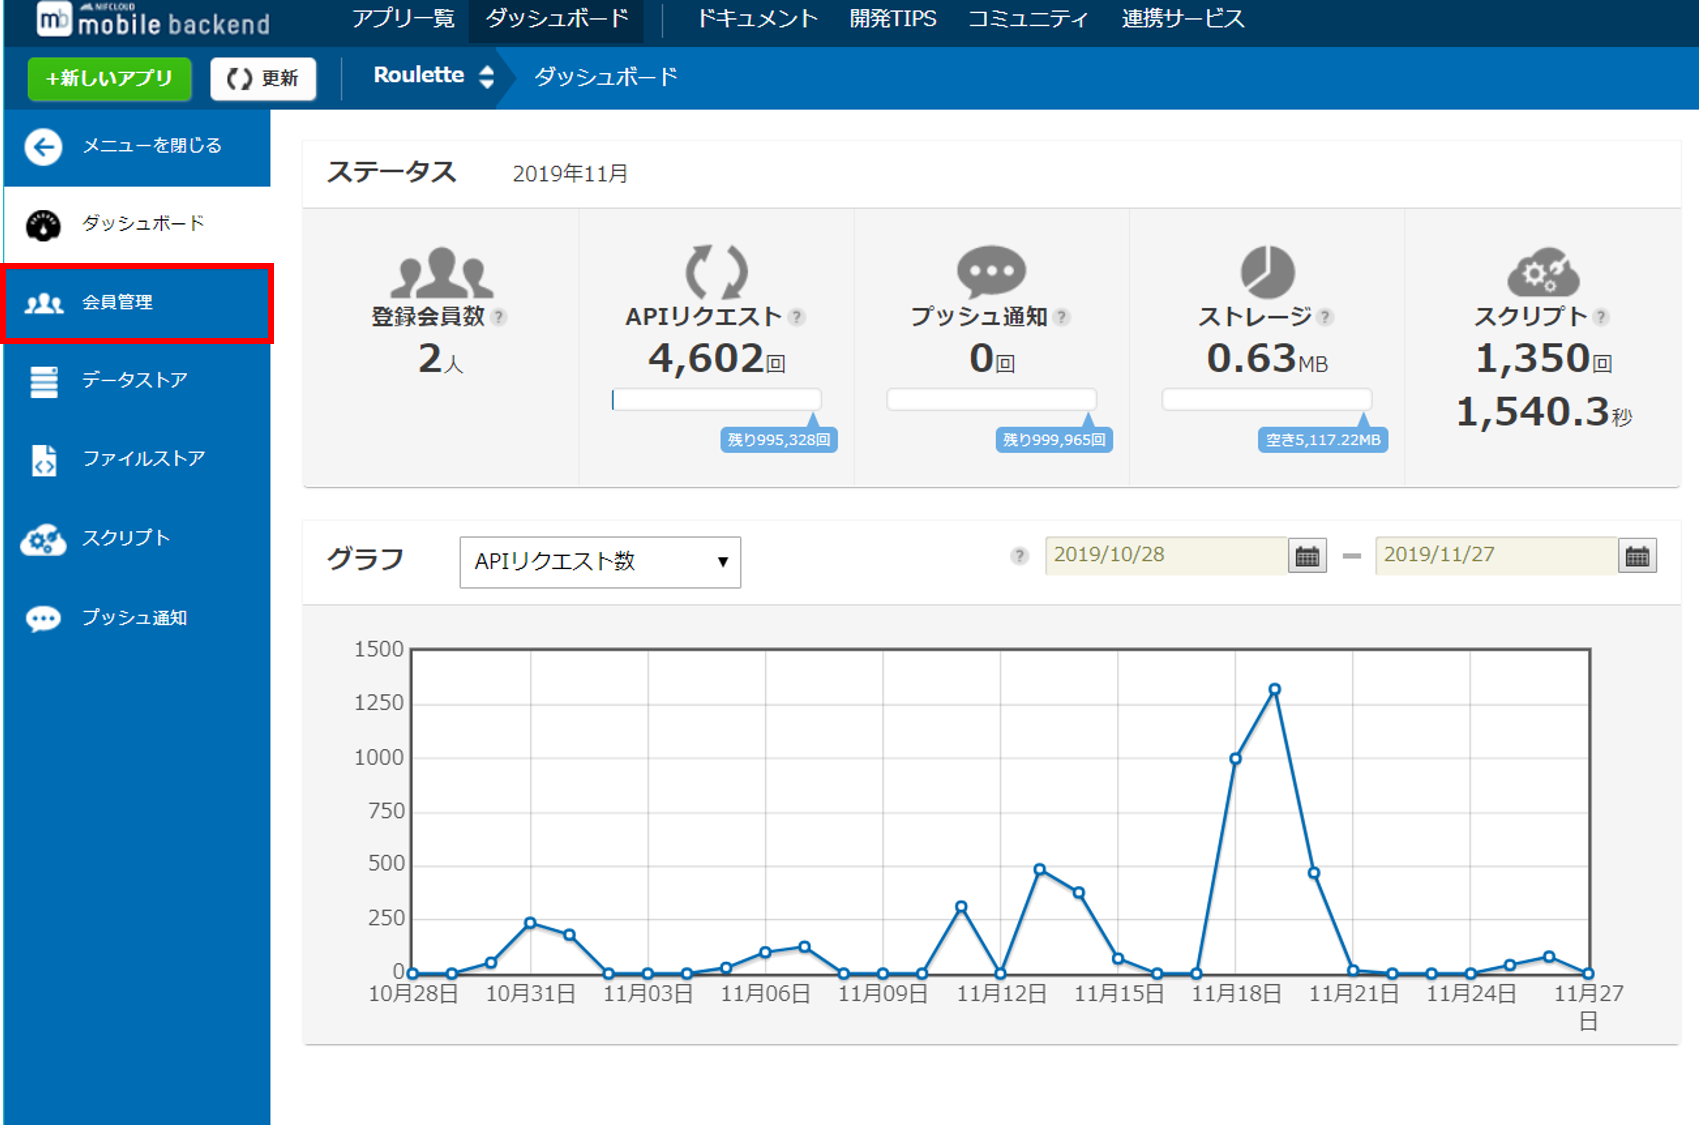 NIFCLOUD
mb mobile backend
アプリ一覧 ダッシュボード ドキュメント 開発TIPS コミュニティ 連携サービス
+新しいアプリ 更新 Roulette ダッシュボード
メニューを閉じる
ダッシュボード
会員管理
データストア
ファイルストア
スクリプト
プッシュ通知
ステータス 2019年11月
登録会員数 ?
2人
APIリクエスト ?
4,602回
残り995,328回
プッシュ通知 ?
0回
残り999,965回
ストレージ ?
0.63MB
空き5,117.22MB
スクリプト ?
1,350回
1,540.3秒
グラフ APIリクエスト数 ▼ ? 2019/10/28 ー 2019/11/27
1500
1250
1000
750
500
250
0
10月28日 10月31日 11月03日 11月06日 11月09日 11月12日 11月15日 11月18日 11月21日 11月24日 11月27
日